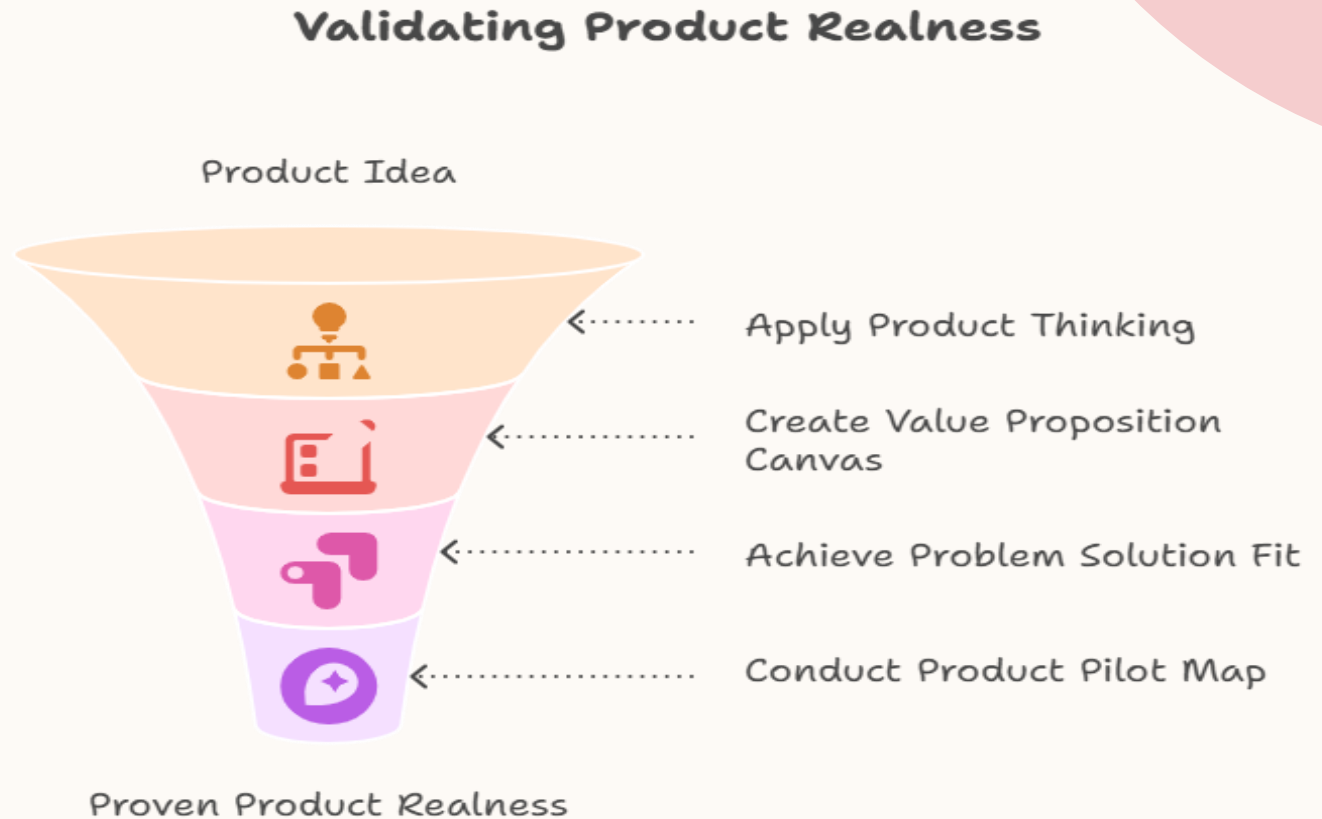 Validating Product Realness
Product Idea
Apply Product Thinking
Create Value Proposition
Canvas
Achieve Problem Solution Fit
Conduct Product Pilot Map
Proven Product Realness